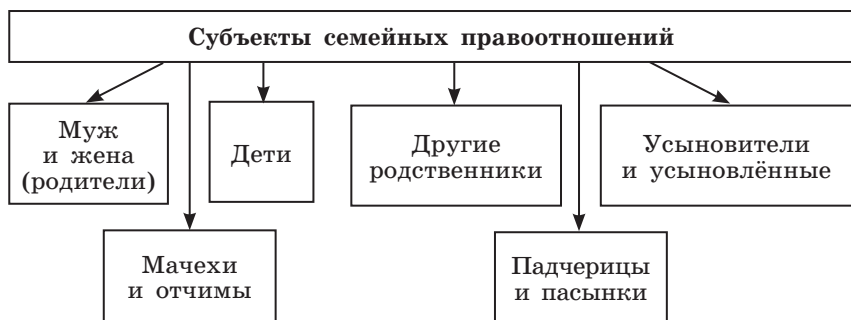 Субъекты семейных правоотношений
Муж
и жена
(родители)
Дети
Другие
родственники
Усыновители
и усыновлённые
Мачехи
и отчимы
Падчерицы
и пасынки